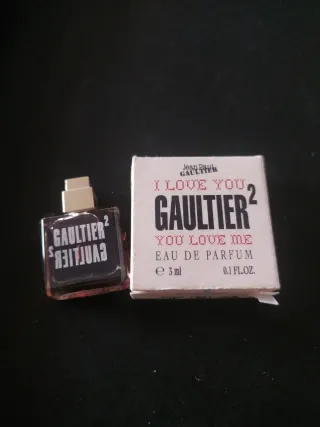 GAULTIER²
GAULTIER²
Jean Paul
GAULTIER
I LOVE YOU
GAULTIER²
YOU LOVE ME
EAU DE PARFUM
℮ 3 ml 0.1 FL.OZ.